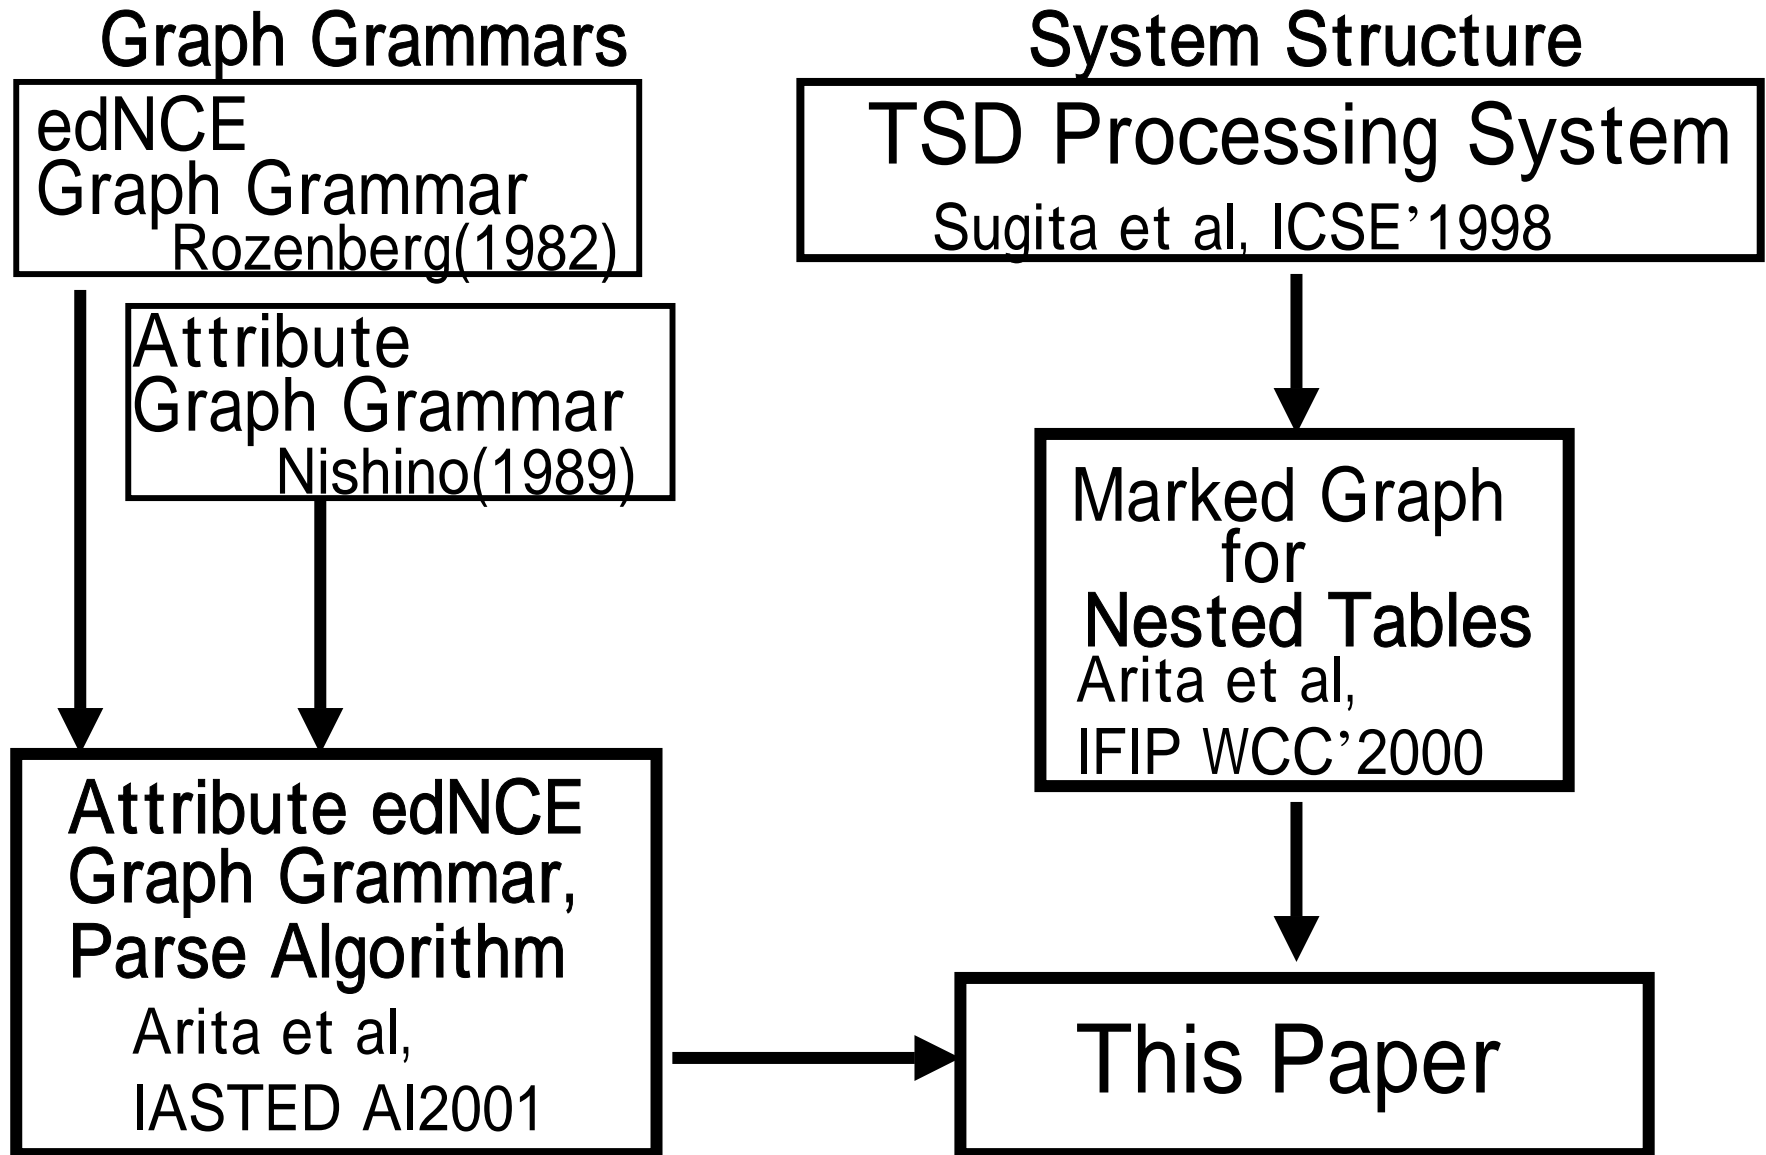 Graph Grammars
edNCE
Graph Grammar
Rozenberg(1982)
Attribute
Graph Grammar
Nishino(1989)
Attribute edNCE
Graph Grammar,
Parse Algorithm
Arita et al,
IASTED AI2001
System Structure
TSD Processing System
Sugita et al, ICSE’1998
Marked Graph
for
Nested Tables
Arita et al,
IFIP WCC’2000
This Paper